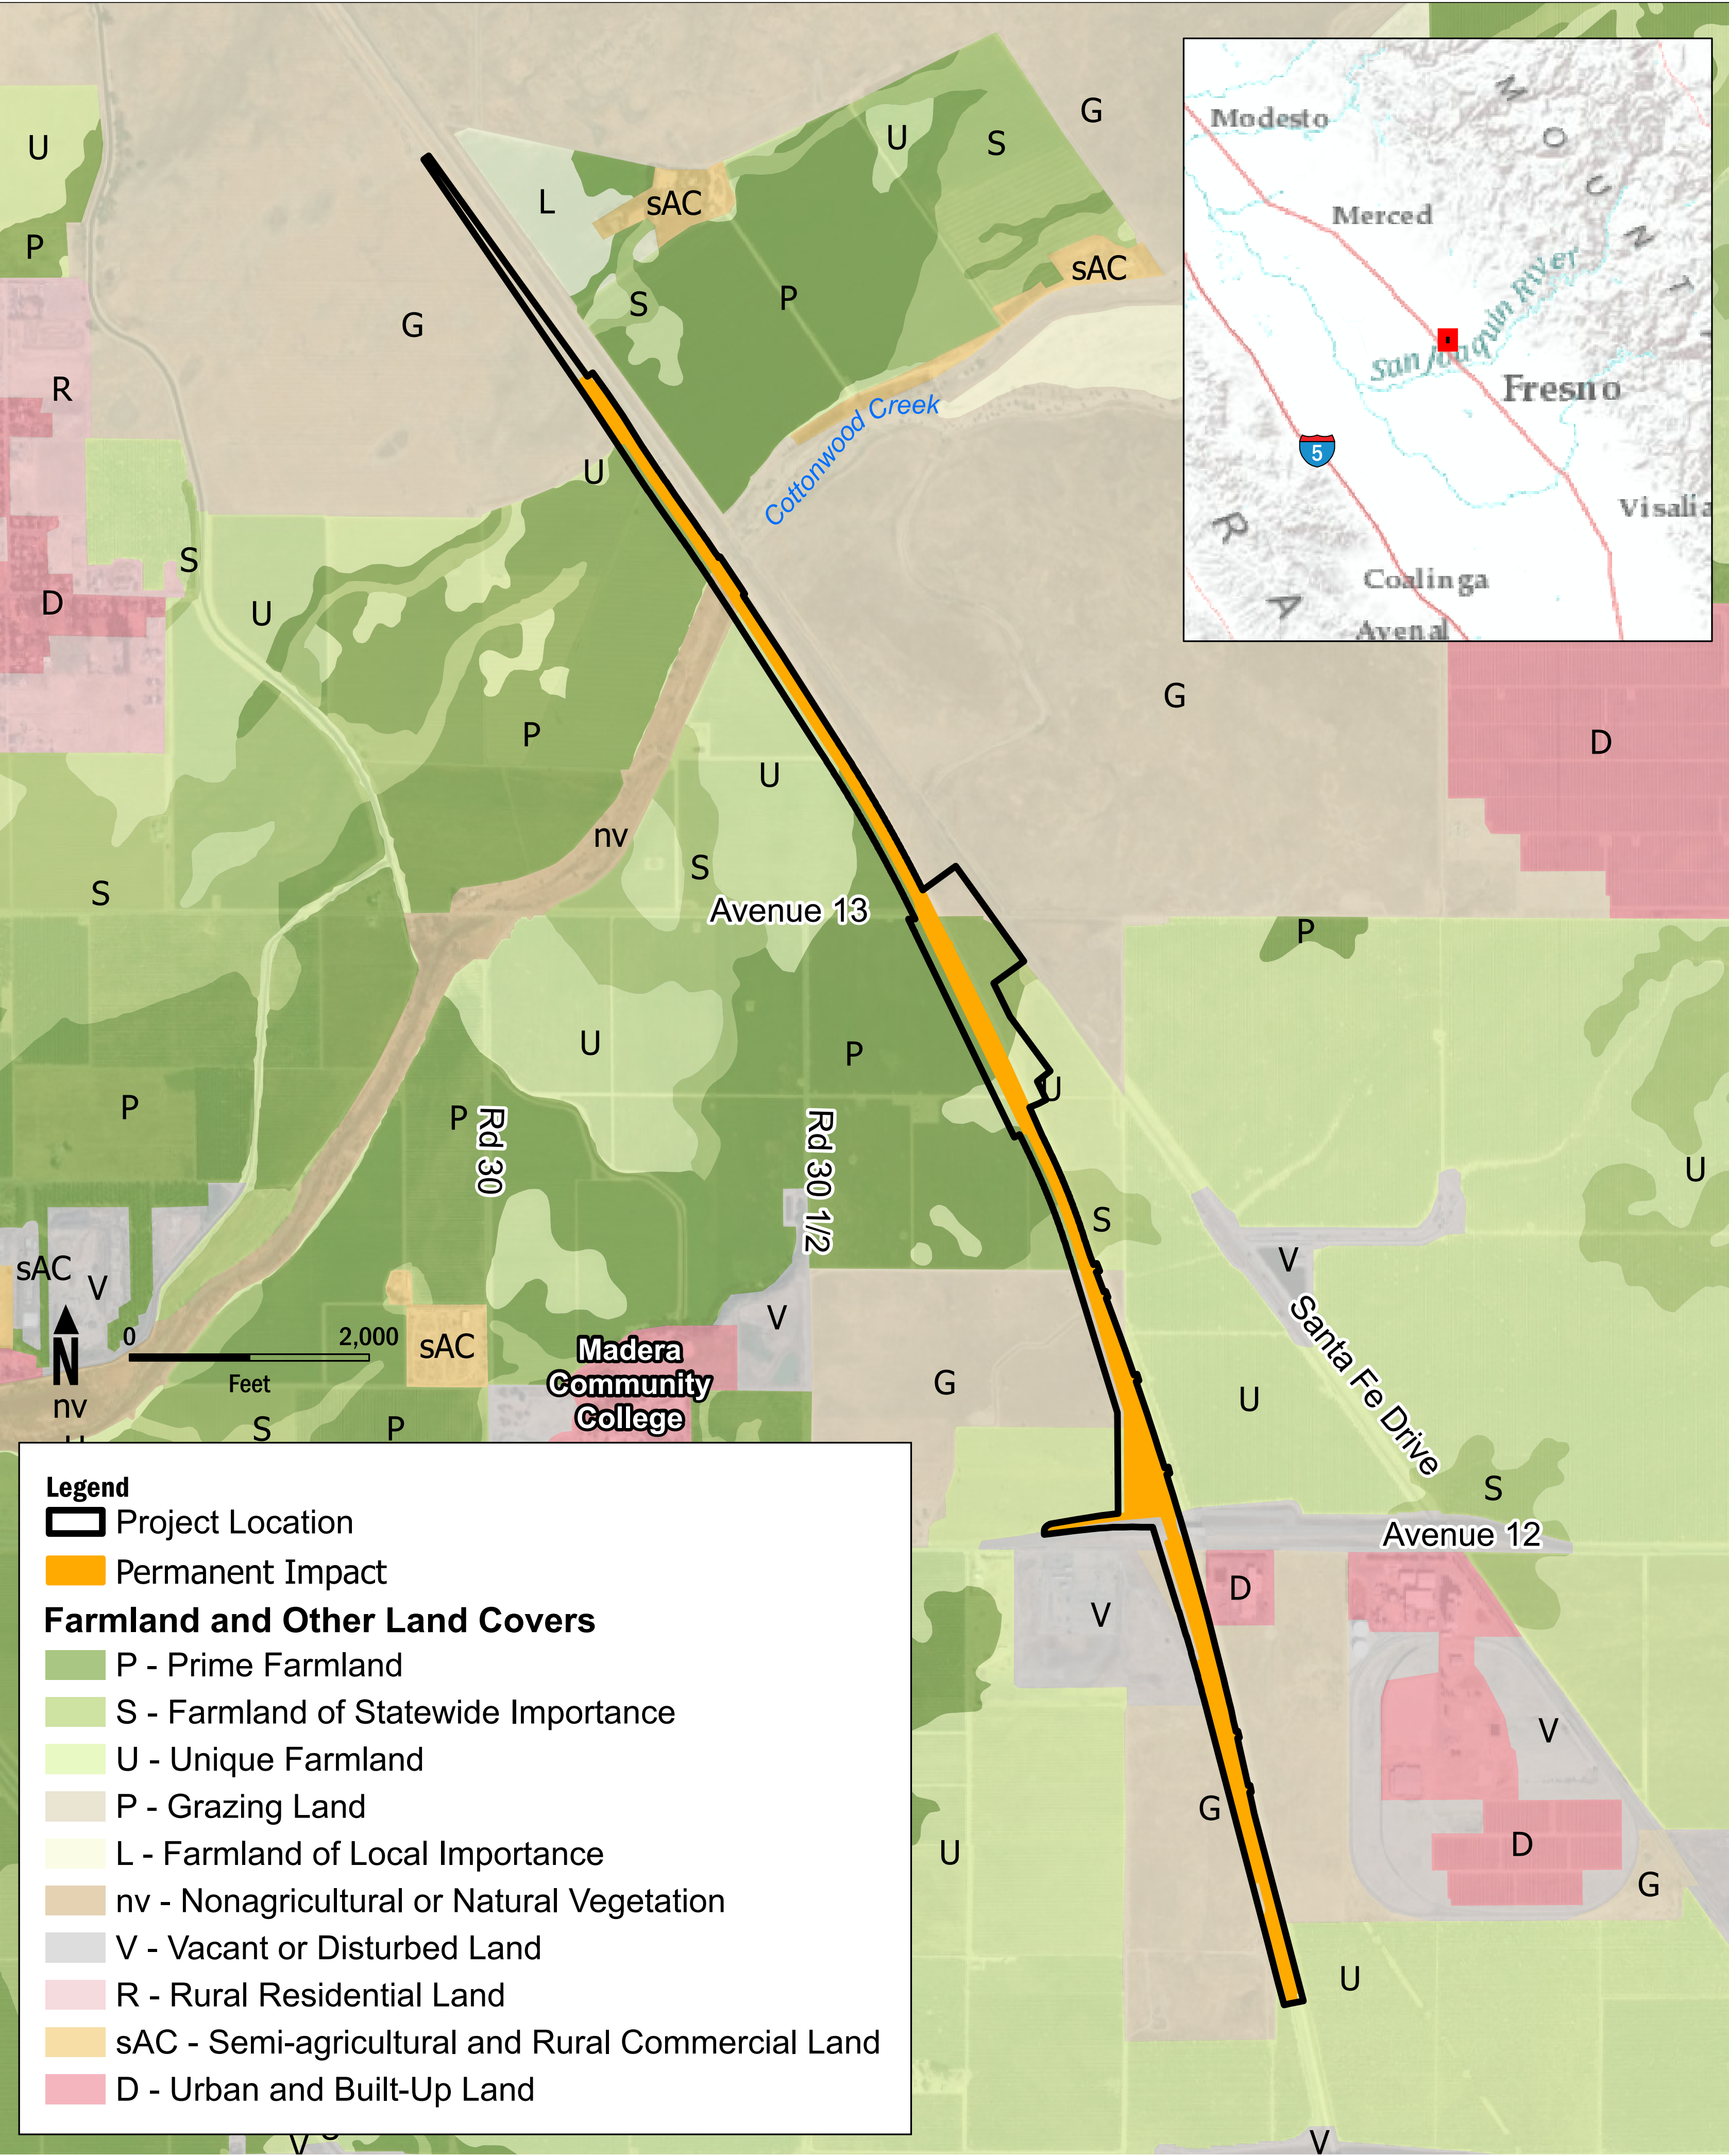 U
P
G
R
S
D
U
L
sAC
S
P
U
S
G
sAC
U
Cottonwood Creek
Modesto
M
O
U
N
T
Merced
San Joaquin River
Fresno
5
Visalia
Coalinga
Avenal
R
A
G
D
P
nv
U
S
S
Avenue 13
P
U
P
P
U
P
Rd 30
Rd 30 1/2
U
S
V
Santa Fe Drive
sAC
V
N
0 2,000
Feet
nv
sAC
Madera
Community
College
V
G
U
S
P
S
Avenue 12
V
D
V
G
D
G
U
U
V
V
Legend
Project Location
Permanent Impact
Farmland and Other Land Covers
P - Prime Farmland
S - Farmland of Statewide Importance
U - Unique Farmland
P - Grazing Land
L - Farmland of Local Importance
nv - Nonagricultural or Natural Vegetation
V - Vacant or Disturbed Land
R - Rural Residential Land
sAC - Semi-agricultural and Rural Commercial Land
D - Urban and Built-Up Land